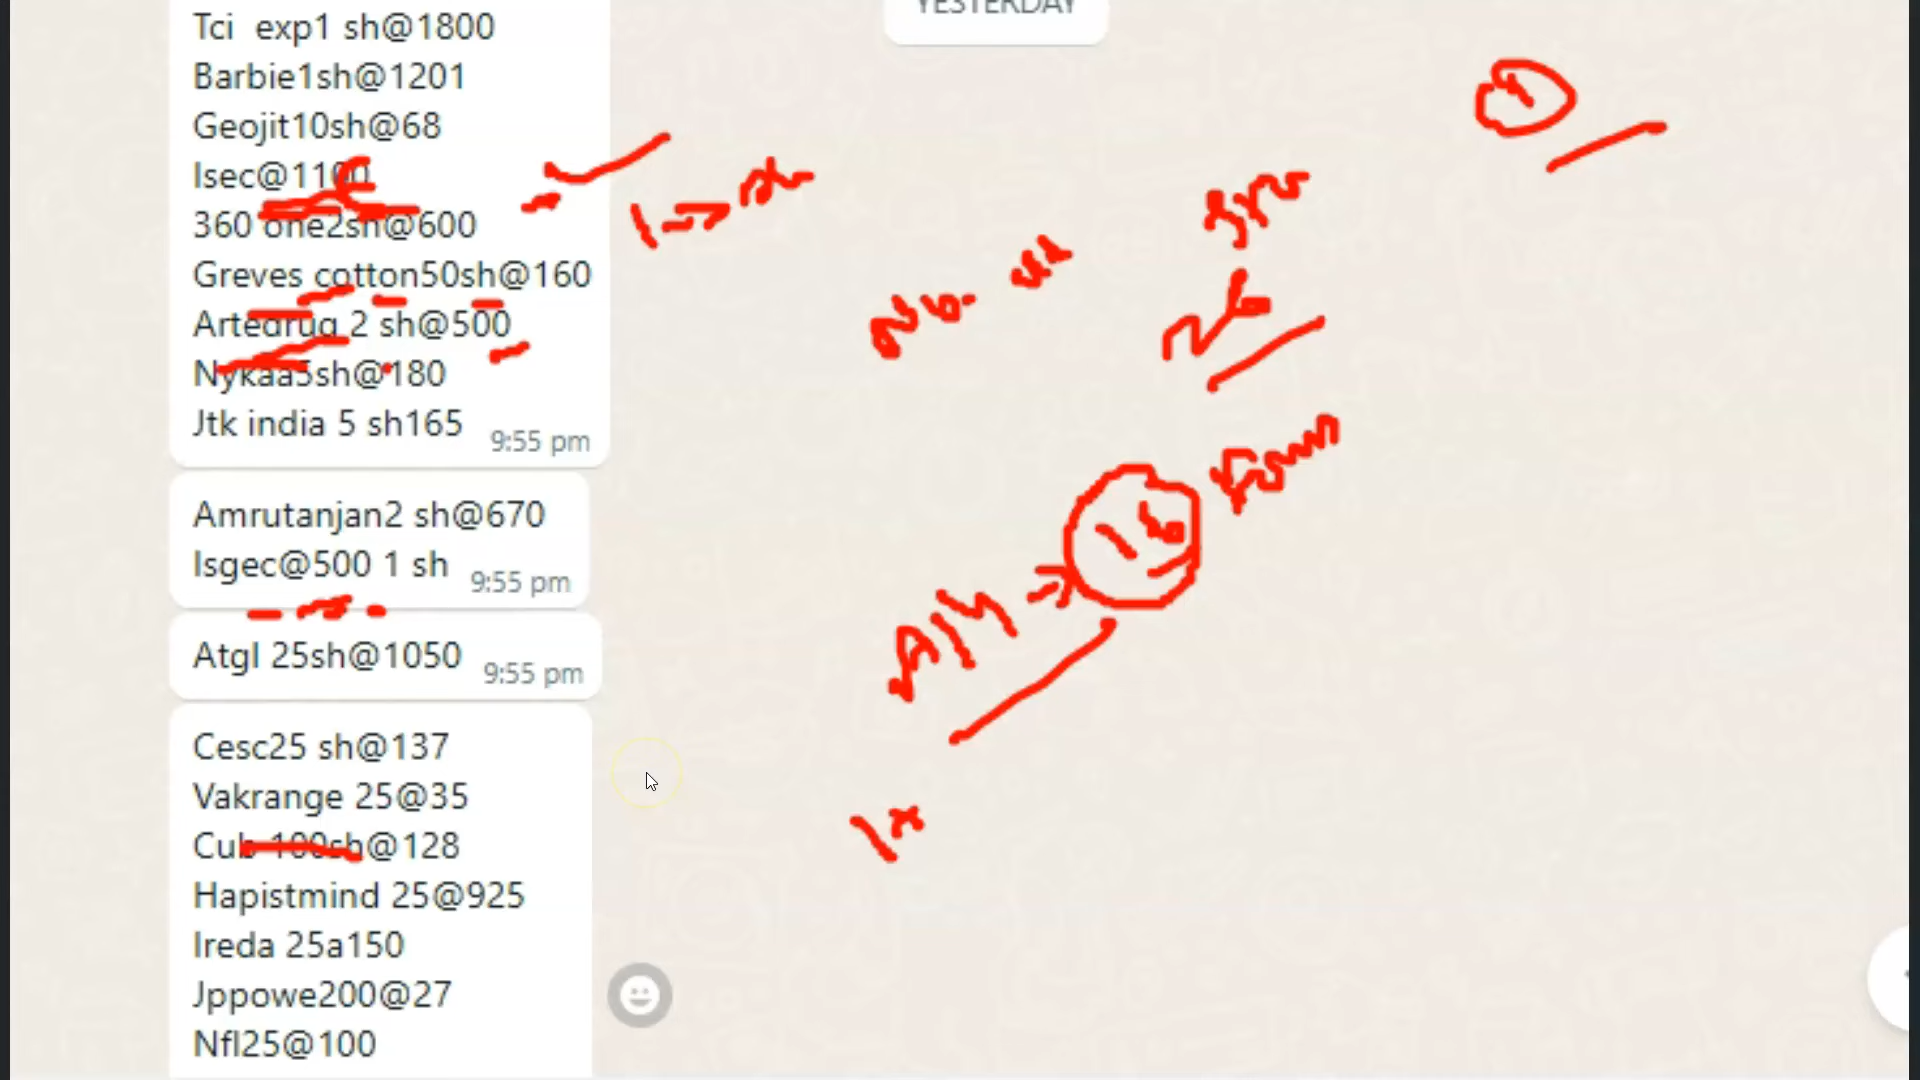 YESTERDAY
Tci exp1 sh@1800
Barbie1sh@1201
Geojit10sh@68
Isec@1100
360 one2sh@600
Greves cotton50sh@160
Artedrug 2 sh@500
Nykaa5sh@180
Jtk india 5 sh165
9:55 pm
Amrutanjan2 sh@670
Isgec@500 1 sh
9:55 pm
Atgl 25sh@1050
9:55 pm
Cesc25 sh@137
Vakrange 25@35
Cub 100sh@128
Hapistmind 25@925
Ireda 25a150
Jppowe200@27
Nfl25@100